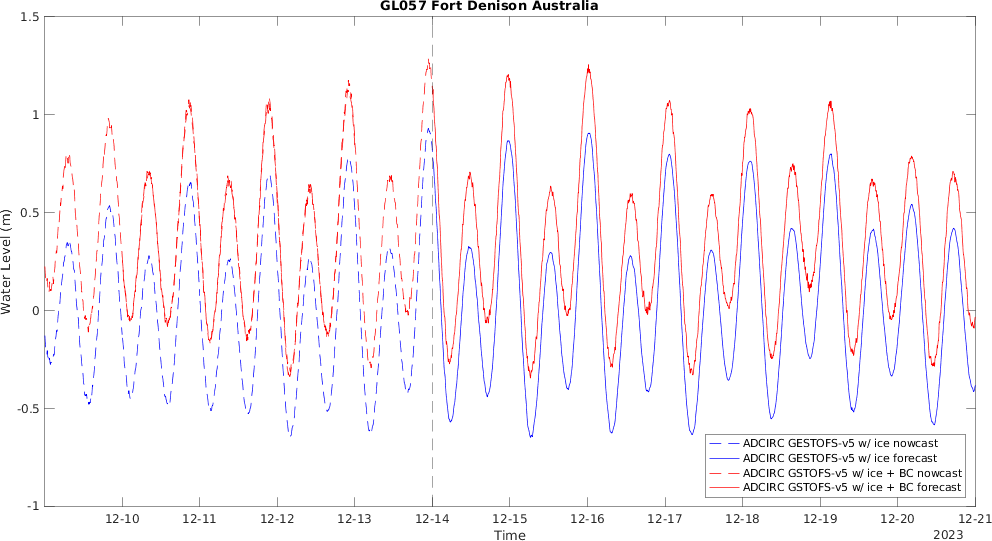 GL057 Fort Denison Australia
1.5
1
0.5
0
-0.5
-1
Water Level (m)
ADCIRC GESTOFS-v5 w/ ice nowcast
ADCIRC GESTOFS-v5 w/ ice forecast
ADCIRC GSTOFS-v5 w/ ice + BC nowcast
ADCIRC GSTOFS-v5 w/ ice + BC forecast
12-10 12-11 12-12 12-13 12-14 12-15 12-16 12-17 12-18 12-19 12-20 12-21
Time
2023